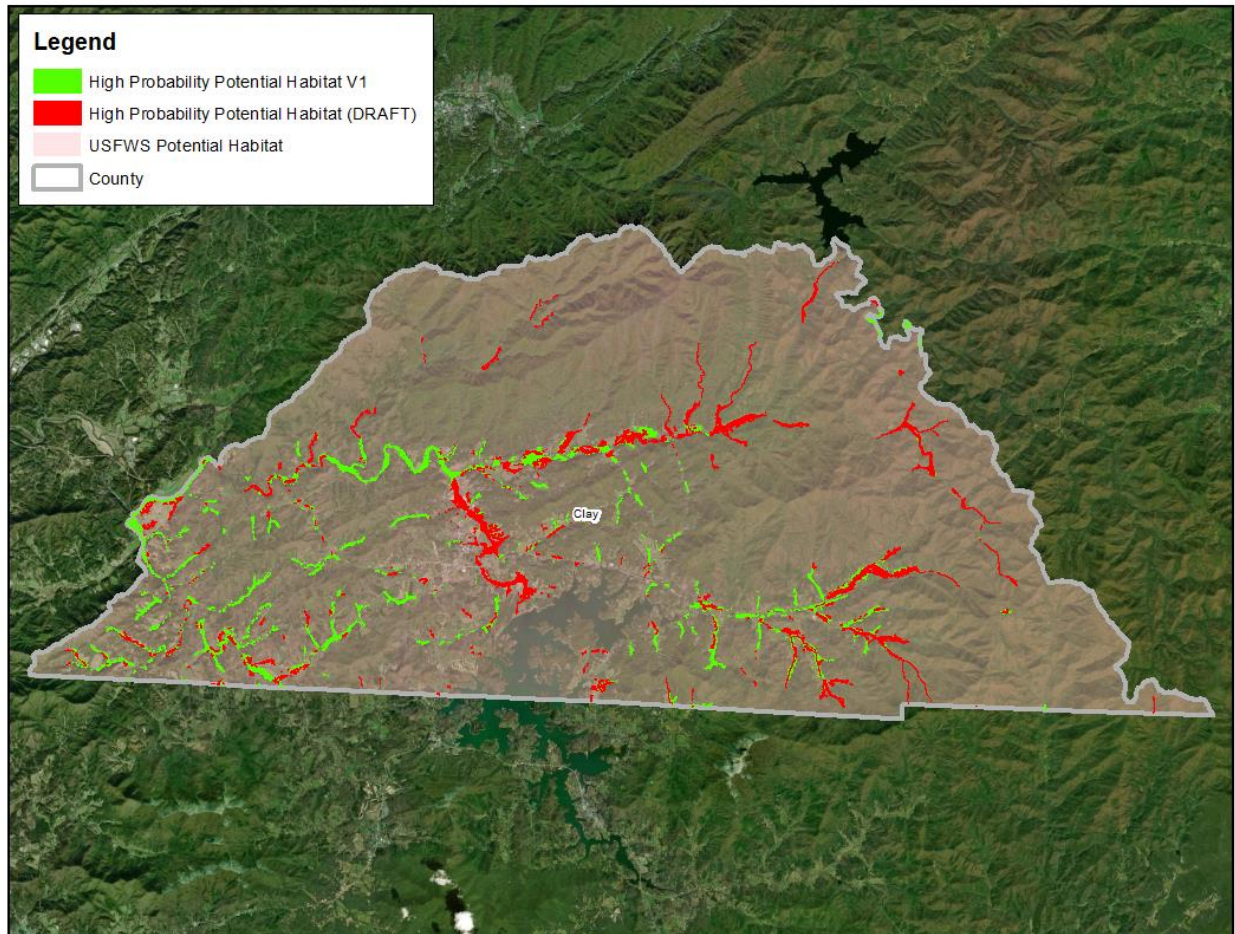 Legend
High Probability Potential Habitat V1
High Probability Potential Habitat (DRAFT)
USFWS Potential Habitat
County
Clay